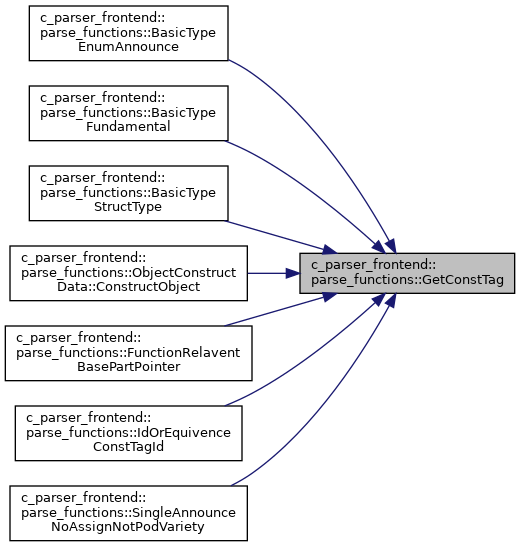 c_parser_frontend::
parse_functions::BasicType
EnumAnnounce
c_parser_frontend::
parse_functions::BasicType
Fundamental
c_parser_frontend::
parse_functions::BasicType
StructType
c_parser_frontend::
parse_functions::ObjectConstruct
Data::ConstructObject
c_parser_frontend::
parse_functions::GetConstTag
c_parser_frontend::
parse_functions::FunctionRelavent
BasePartPointer
c_parser_frontend::
parse_functions::IdOrEquivence
ConstTagId
c_parser_frontend::
parse_functions::SingleAnnounce
NoAssignNotPodVariety